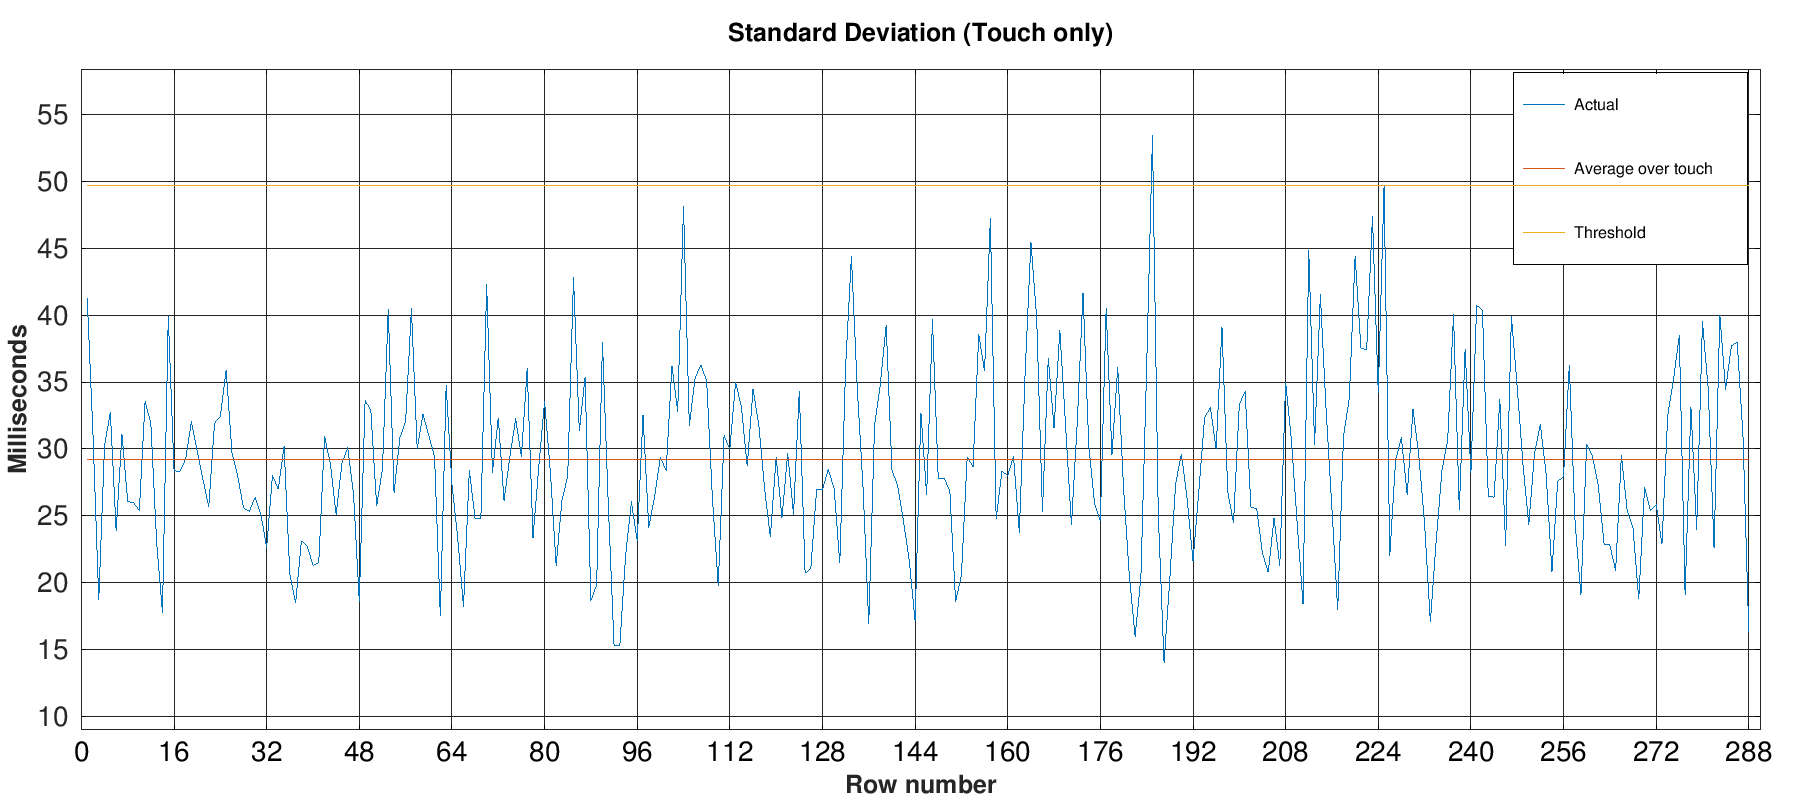 Standard Deviation (Touch only)
Actual
Average over touch
Threshold
55
50
45
40
35
30
25
20
15
10
Milliseconds
0 16 32 48 64 80 96 112 128 144 160 176 192 208 224 240 256 272 288
Row number